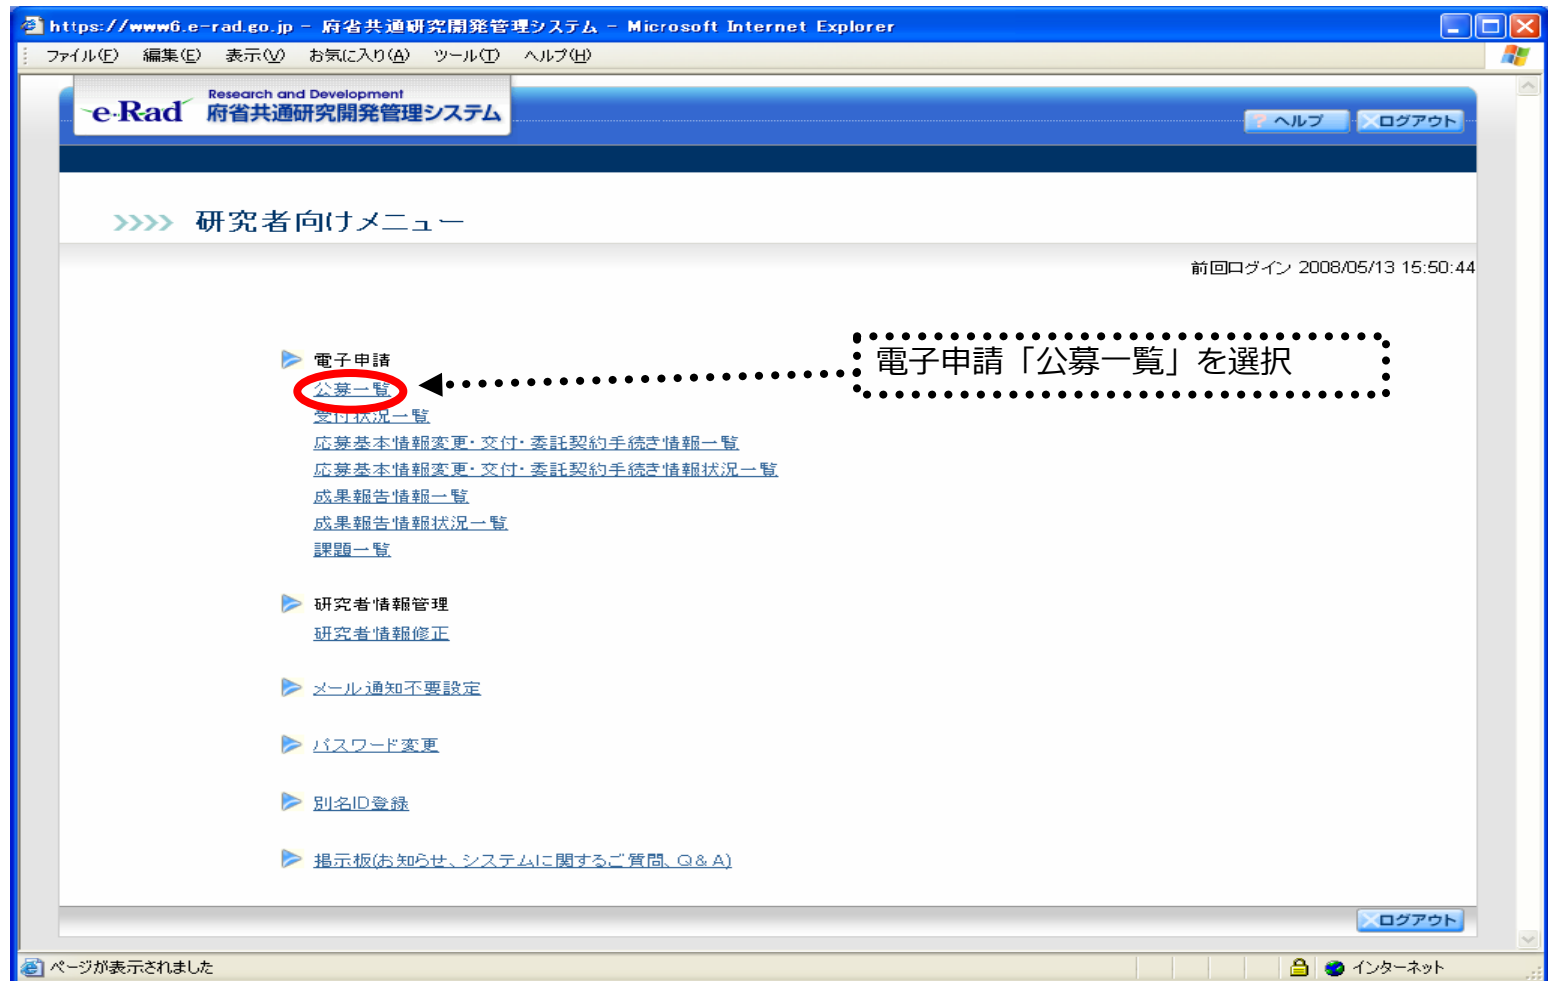 https://www6.e-rad.go.jp - 府省共通研究開発管理システム - Microsoft Internet Explorer
ファイル(F) 編集(E) 表示(V) お気に入り(A) ツール(T) ヘルプ(H)
e-Rad
Research and Development
府省共通研究開発管理システム
? ヘルプ
ログアウト
>>>> 研究者向けメニュー
前回ログイン 2008/05/13 15:50:44
電子申請
電子申請「公募一覧」を選択
公募一覧
受付状況一覧
応募基本情報変更・交付・委託契約手続き情報一覧
応募基本情報変更・交付・委託契約手続き情報状況一覧
成果報告情報一覧
成果報告情報状況一覧
課題一覧
研究者情報管理
研究者情報修正
メール通知不要設定
パスワード変更
別名ID登録
掲示板(お知らせ、システムに関するご質問、Q&A)
ログアウト
ページが表示されました
インターネット